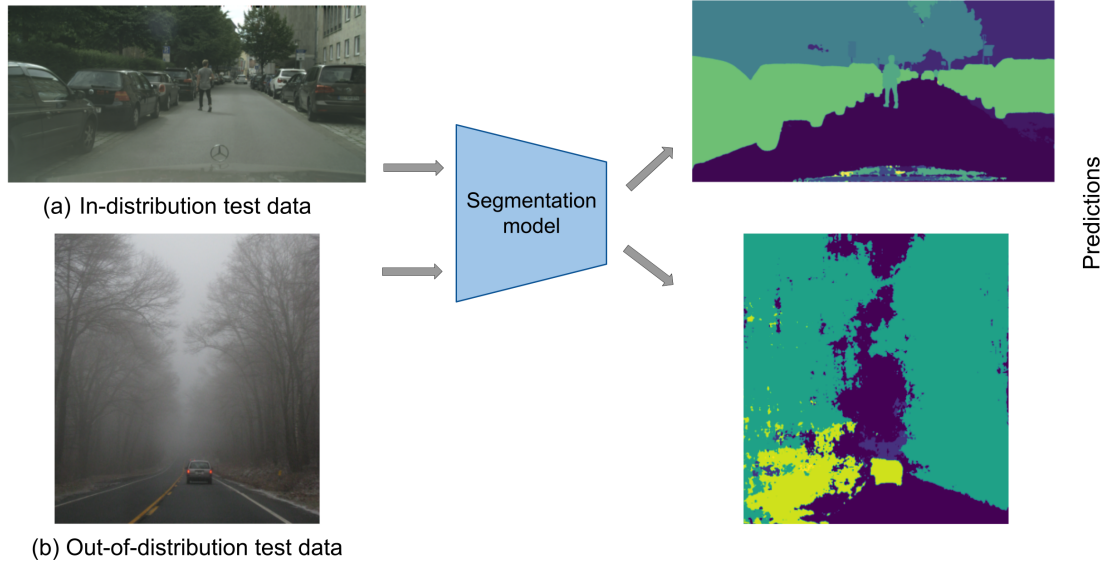 (a) In-distribution test data
Segmentation
model
(b) Out-of-distribution test data
Predictions